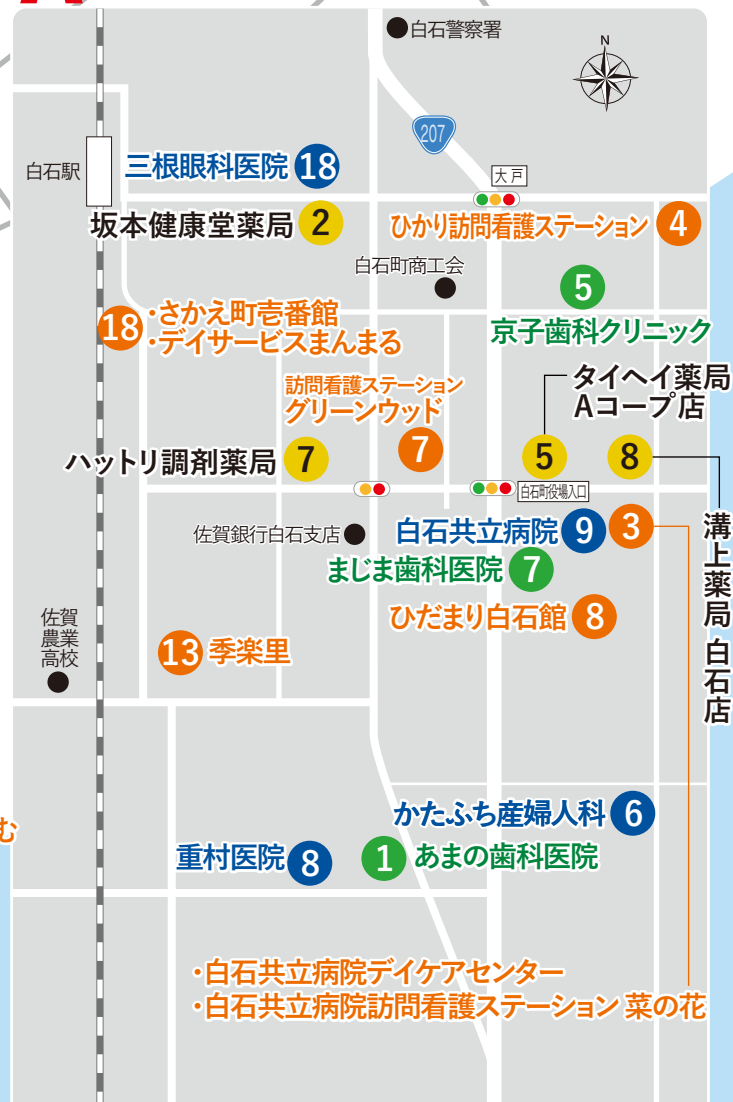 白石警察署
N
207
大戸
白石駅
三根眼科医院 18
坂本健康堂薬局 2
ひかり訪問看護ステーション 4
白石町商工会
5
京子歯科クリニック
18
・さかえ町壱番館
・デイサービスまんまる
タイヘイ薬局
Aコープ店
訪問看護ステーション
グリーンウッド
7
ハットリ調剤薬局 7
5
8
白石町役場入口
溝上薬局 白石店
佐賀銀行白石支店
白石共立病院 9
3
まじま歯科医院 7
ひだまり白石館 8
佐賀
農業
高校
13 季楽里
かたふち産婦人科 6
む
重村医院 8
1 あまの歯科医院
・白石共立病院デイケアセンター
・白石共立病院訪問看護ステーション 菜の花